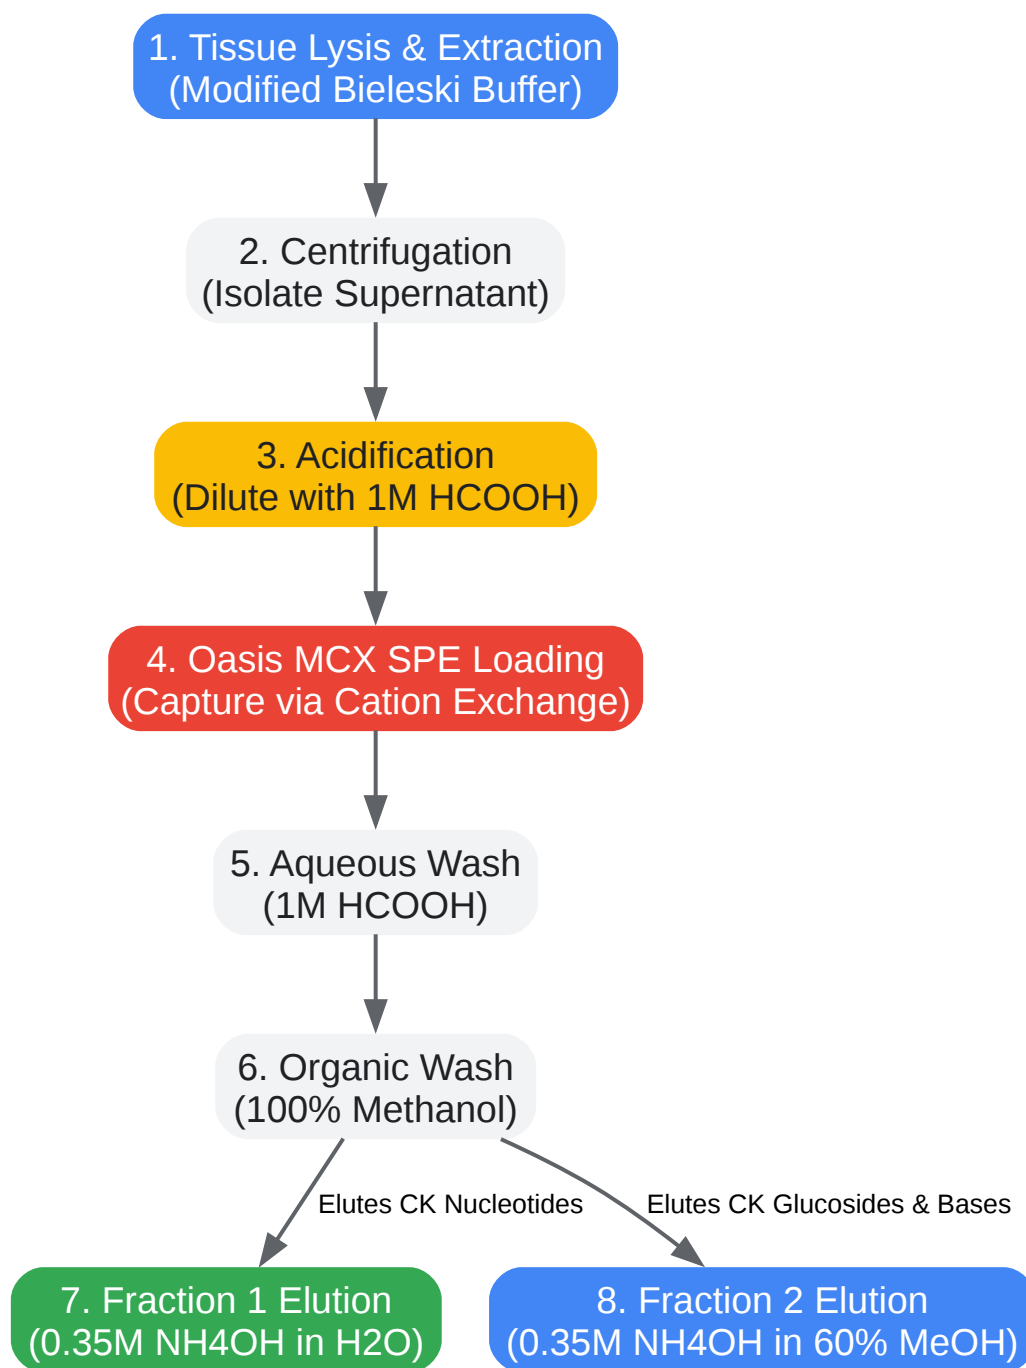 1. Tissue Lysis & Extraction
(Modified Bieleski Buffer)
2. Centrifugation
(Isolate Supernatant)
3. Acidification
(Dilute with 1M HCOOH)
4. Oasis MCX SPE Loading
(Capture via Cation Exchange)
5. Aqueous Wash
(1M HCOOH)
6. Organic Wash
(100% Methanol)
Elutes CK Nucleotides
Elutes CK Glucosides & Bases
7. Fraction 1 Elution
(0.35M NH4OH in H2O)
8. Fraction 2 Elution
(0.35M NH4OH in 60% MeOH)